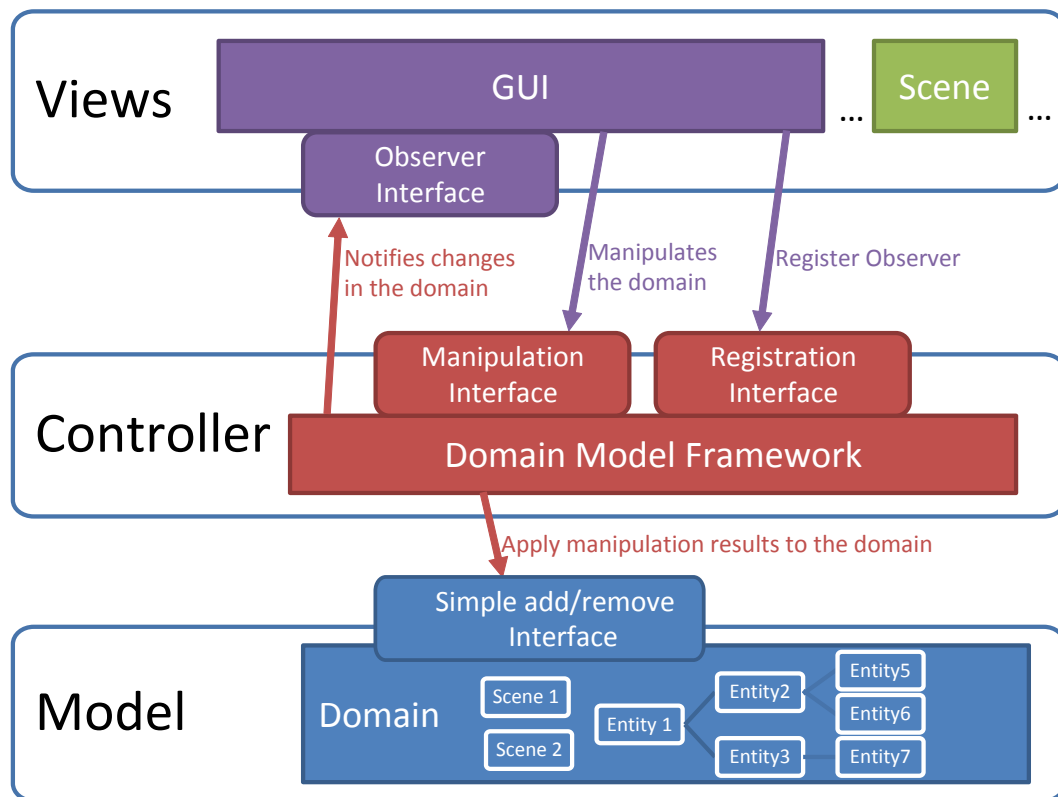 Views
GUI
...
Scene
...
Observer
Interface
Notifies changes
in the domain
Manipulates
the domain
Register Observer
Controller
Manipulation
Interface
Registration
Interface
Domain Model Framework
Apply manipulation results to the domain
Simple add/remove
Interface
Model
Domain
Scene 1
Scene 2
Entity 1
Entity2
Entity3
Entity5
Entity6
Entity7